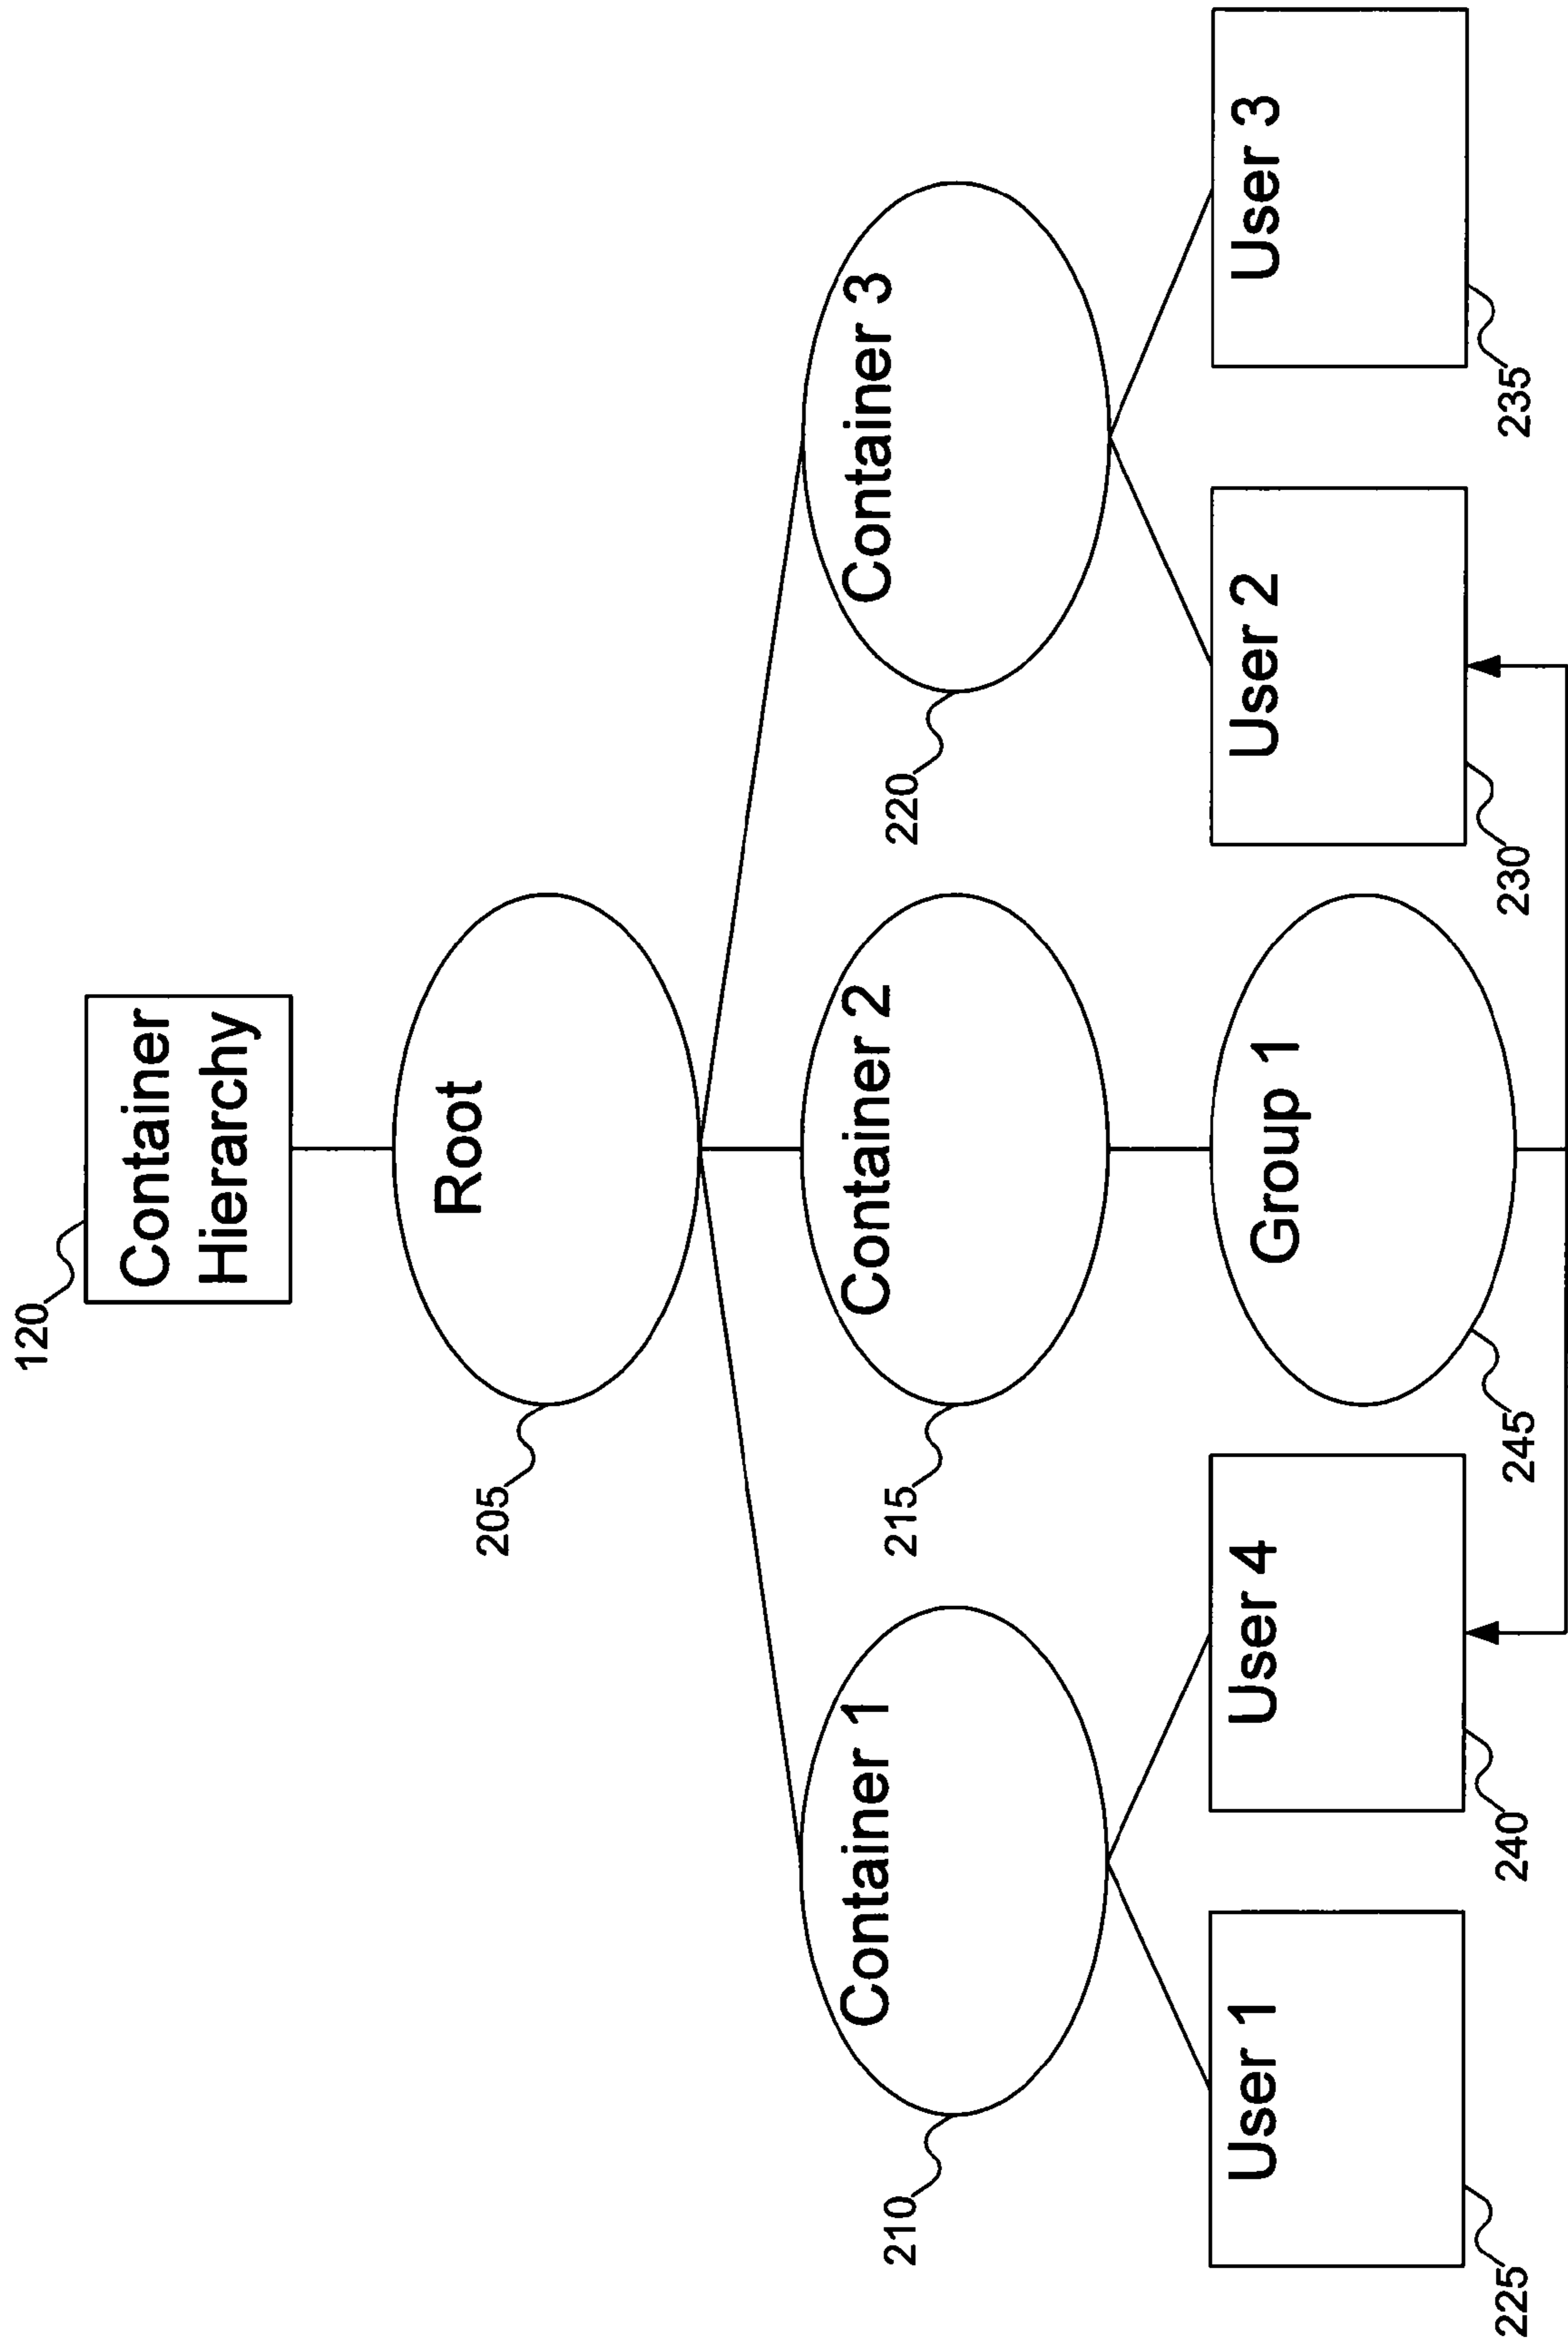 120
Container
Hierarchy
205
Root
210
Container 1
215
Container 2
220
Container 3
225
User 1
240
User 4
245
Group 1
230
User 2
235
User 3